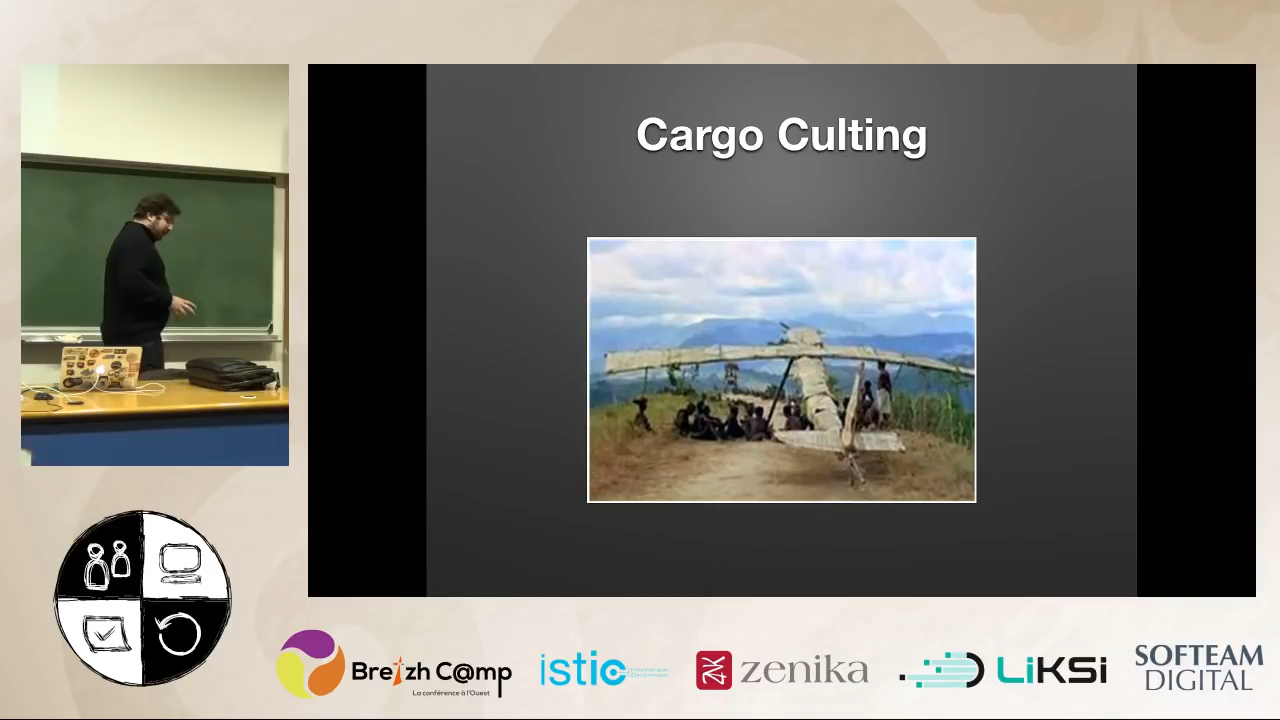 Cargo Culting
Breizh C@mp
La conférence à l'Ouest
istic
Informatique
Électronique
zenika
LiKSi
SOFTEAM
DIGITAL